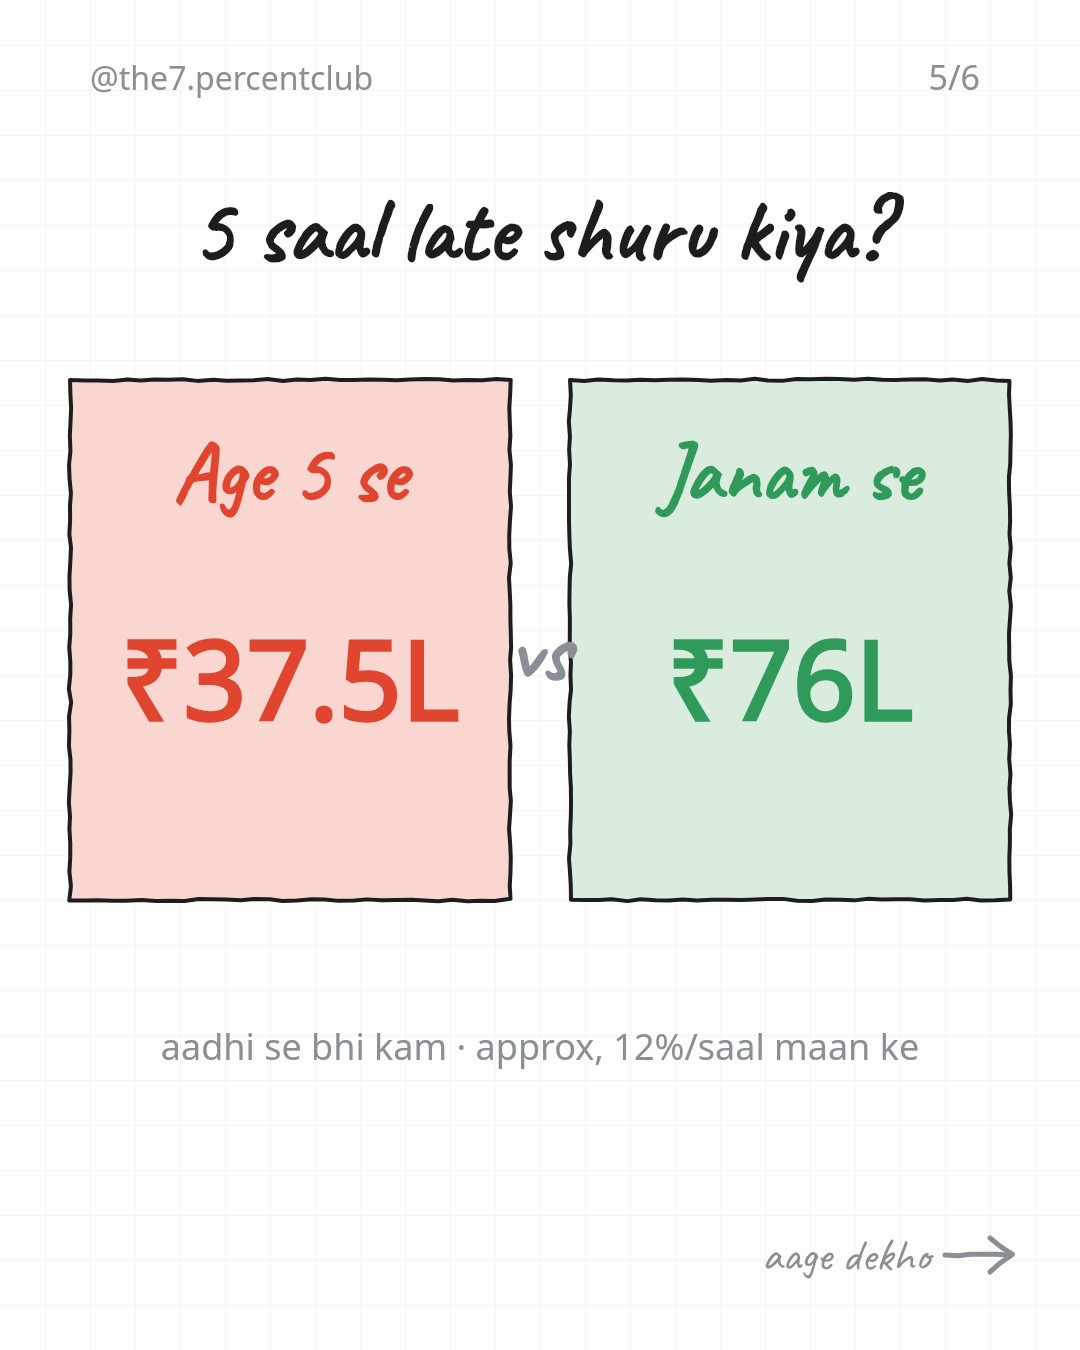 @the7.percentclub
5/6
5 saal late shuru kiya?
Age 5 se
₹37.5L
vs
Janam se
₹76L
aadhi se bhi kam · approx, 12%/saal maan ke
aage dekho